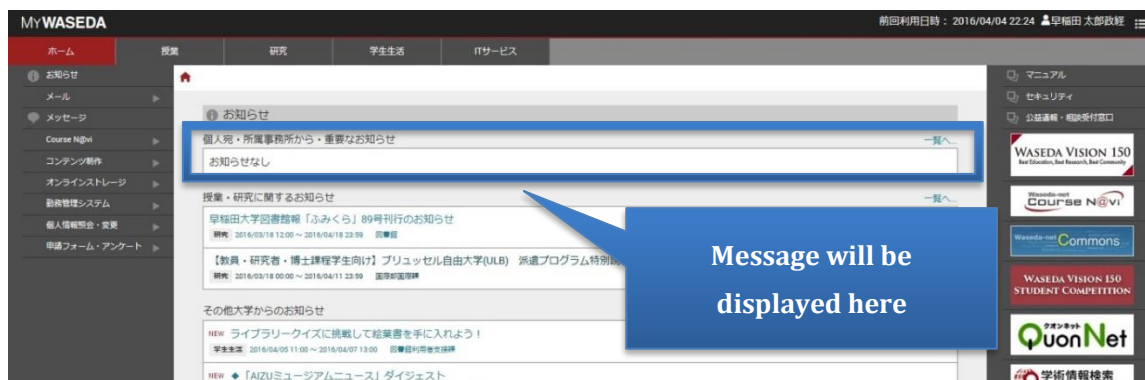 MYWASEDA
前回利用日時： 2016/04/04 22:24 早稲田 太郎政経
ホーム 授業 研究 学生生活 ITサービス
お知らせ
メール
メッセージ
Course N@vi
コンテンツ制作
オンラインストレージ
勤務管理システム
個人情報照会・変更
申請フォーム・アンケート
お知らせ
個人宛・所属事務所から・重要なお知らせ 一覧へ...
お知らせなし
授業・研究に関するお知らせ 一覧へ...
早稲田大学図書館報「ふみくら」89号刊行のお知らせ
研究 2016/03/18 12:00 ～ 2016/04/18 23:59 図書館
【教員・研究者・博士課程学生向け】ブリュッセル自由大学(ULB) 派遣プログラム特別
研究 2016/03/18 00:00 ～ 2016/04/11 23:59 国際部国際課
その他大学からのお知らせ
NEW ライブラリークイズに挑戦して絵葉書を手に入れよう！
学生生活 2016/04/05 11:00 ～ 2016/04/07 13:00 図書館利用者支援課
NEW ◆「AIZUミュージアムニュース」ダイジェスト
Message will be
displayed here
マニュアル
セキュリティ
公益通報・相談受付窓口
WASEDA VISION 150
Best Education, Best Research, Best Community
Waseda-net
Course N@vi
Waseda-net Commons
WASEDA VISION 150
STUDENT COMPETITION
クオンネット
QuonNet
学術情報検索